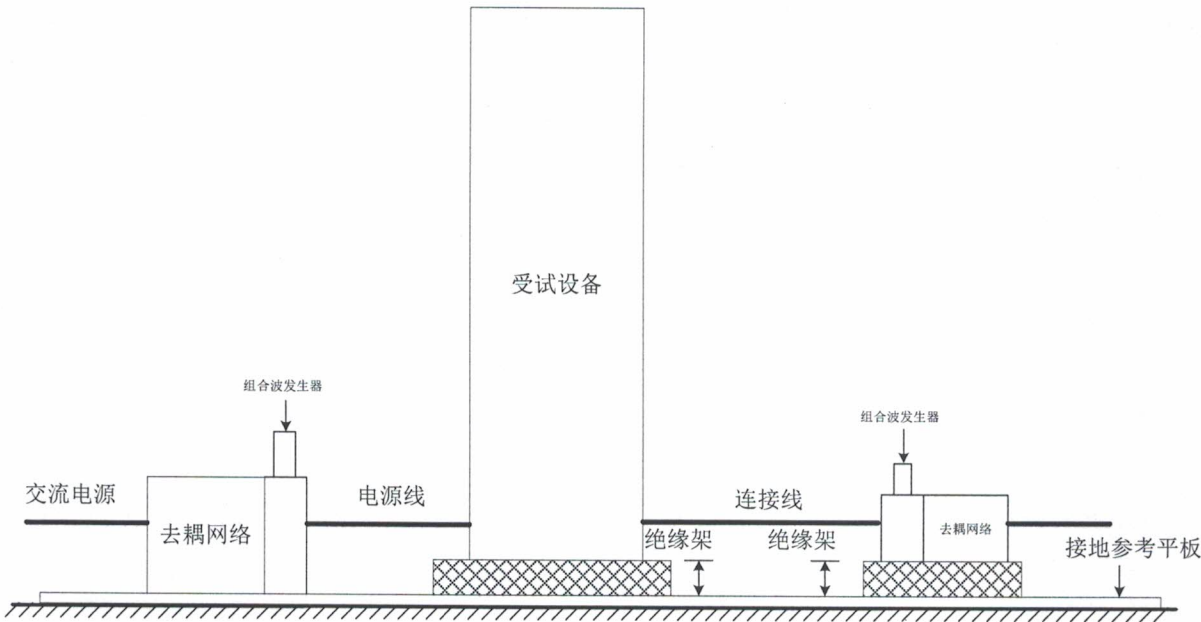 受试设备
组合波发生器
组合波发生器
交流电源
电源线
连接线
去耦网络
去耦网络
绝缘架
绝缘架
接地参考平板